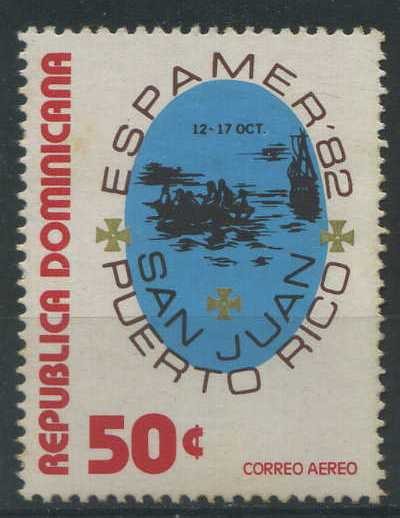 REPUBLICA DOMINICANA
ESPAMER'82
12-17 OCT.
SAN JUAN
PUERTO RICO
50¢
CORREO AEREO